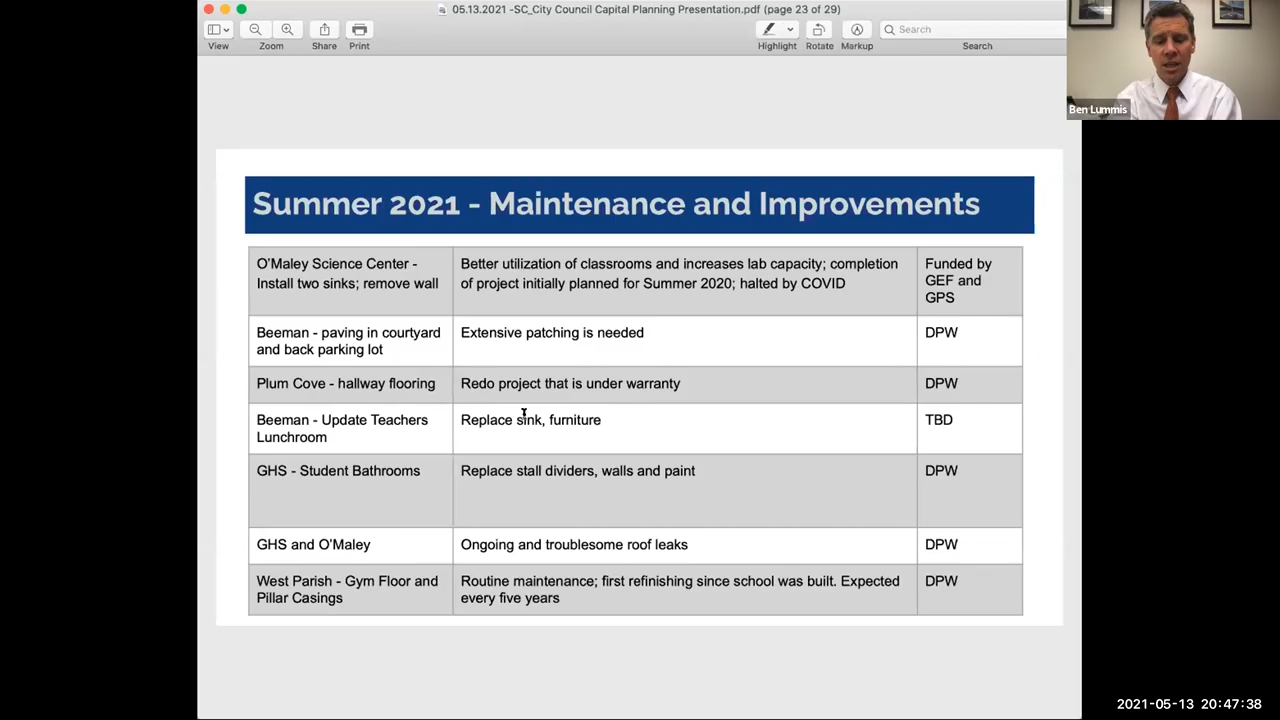 05.13.2021 -SC_City Council Capital Planning Presentation.pdf (page 23 of 29)
View
Zoom
Share
Print
Highlight
Rotate
Markup
Search
Search
Ben Lummis
Summer 2021 - Maintenance and Improvements
O'Maley Science Center -
Install two sinks; remove wall
Better utilization of classrooms and increases lab capacity; completion
of project initially planned for Summer 2020; halted by COVID
Funded by
GEF and
GPS
Beeman - paving in courtyard
and back parking lot
Extensive patching is needed
DPW
Plum Cove - hallway flooring
Redo project that is under warranty
DPW
Beeman - Update Teachers
Lunchroom
Replace sink, furniture
TBD
GHS - Student Bathrooms
Replace stall dividers, walls and paint
DPW
GHS and O'Maley
Ongoing and troublesome roof leaks
DPW
West Parish - Gym Floor and
Pillar Casings
Routine maintenance; first refinishing since school was built. Expected
every five years
DPW
2021-05-13 20:47:38